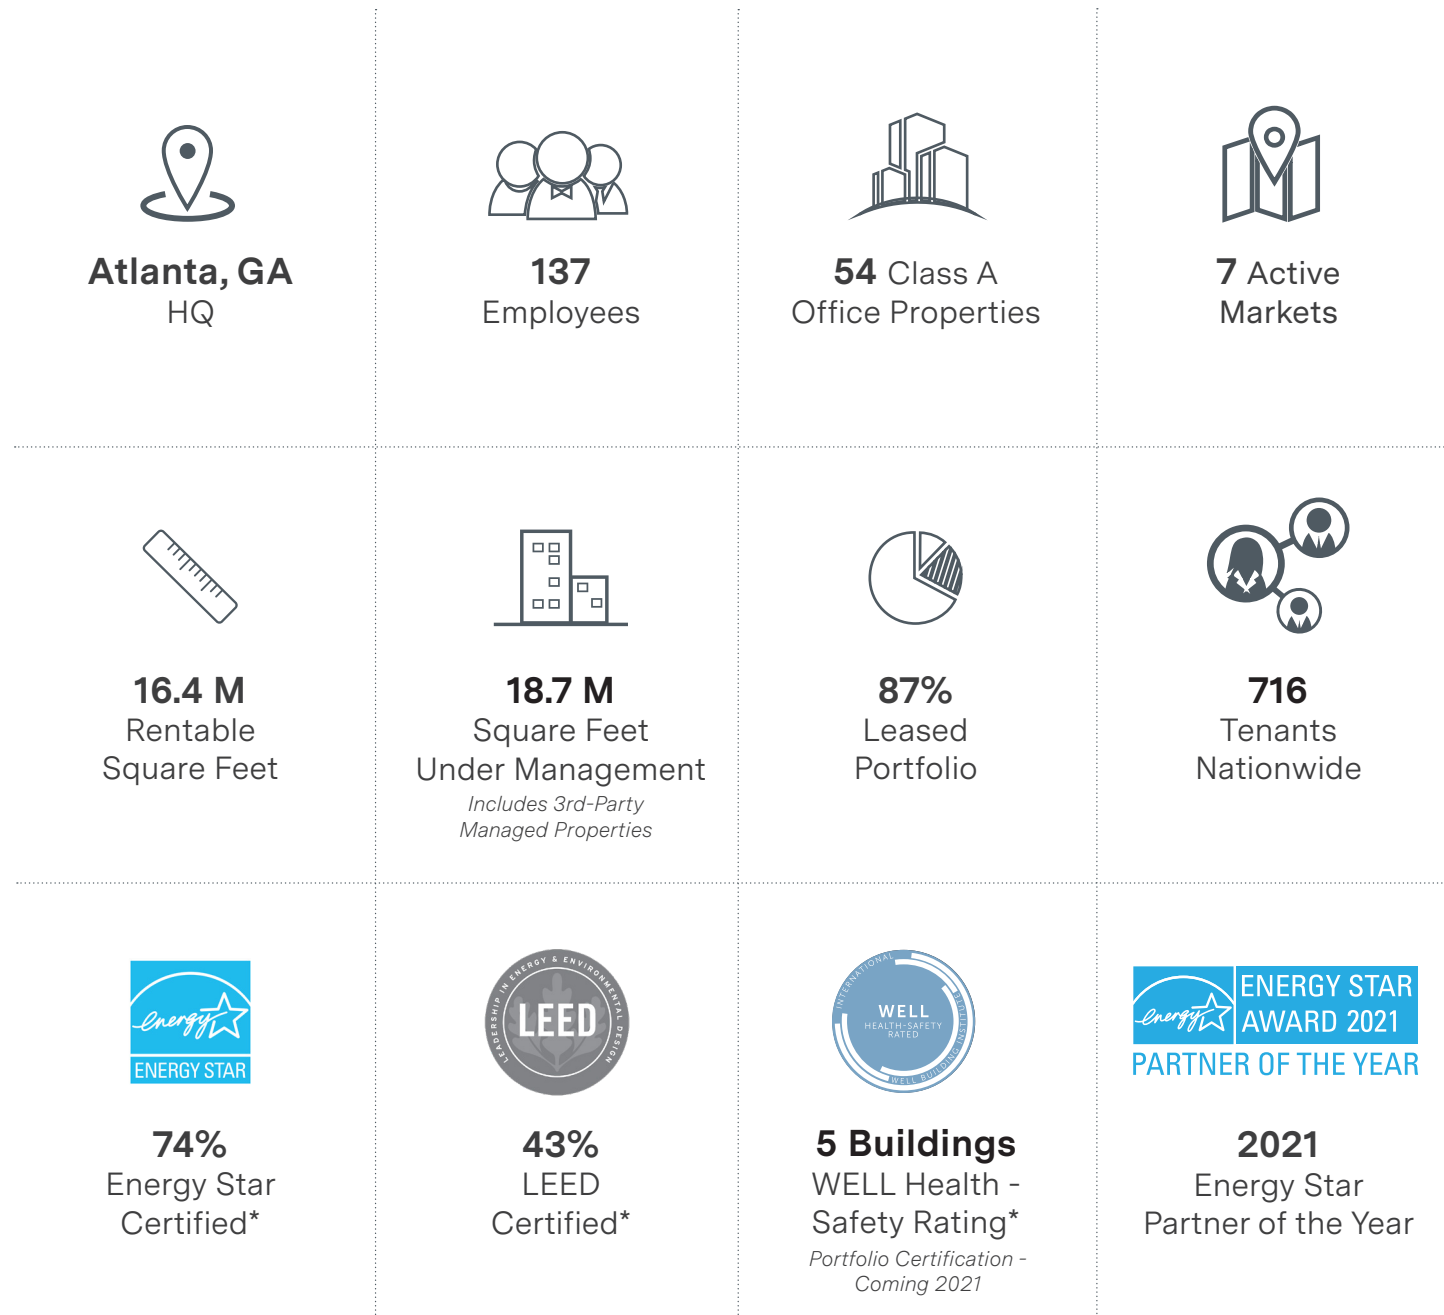 Atlanta, GA
HQ
137
Employees
54 Class A
Office Properties
7 Active
Markets
16.4 M
Rentable
Square Feet
18.7 M
Square Feet
Under Management
Includes 3rd-Party
Managed Properties
87%
Leased
Portfolio
716
Tenants
Nationwide
energy
ENERGY STAR
74%
Energy Star
Certified*
LEADERSHIP IN ENERGY & ENVIRONMENTAL DESIGN
LEED
43%
LEED
Certified*
INTERNATIONAL
WELL BUILDING INSTITUTE
WELL
HEALTH-SAFETY
RATED
5 Buildings
WELL Health -
Safety Rating*
Portfolio Certification -
Coming 2021
energy
ENERGY STAR
AWARD 2021
PARTNER OF THE YEAR
2021
Energy Star
Partner of the Year